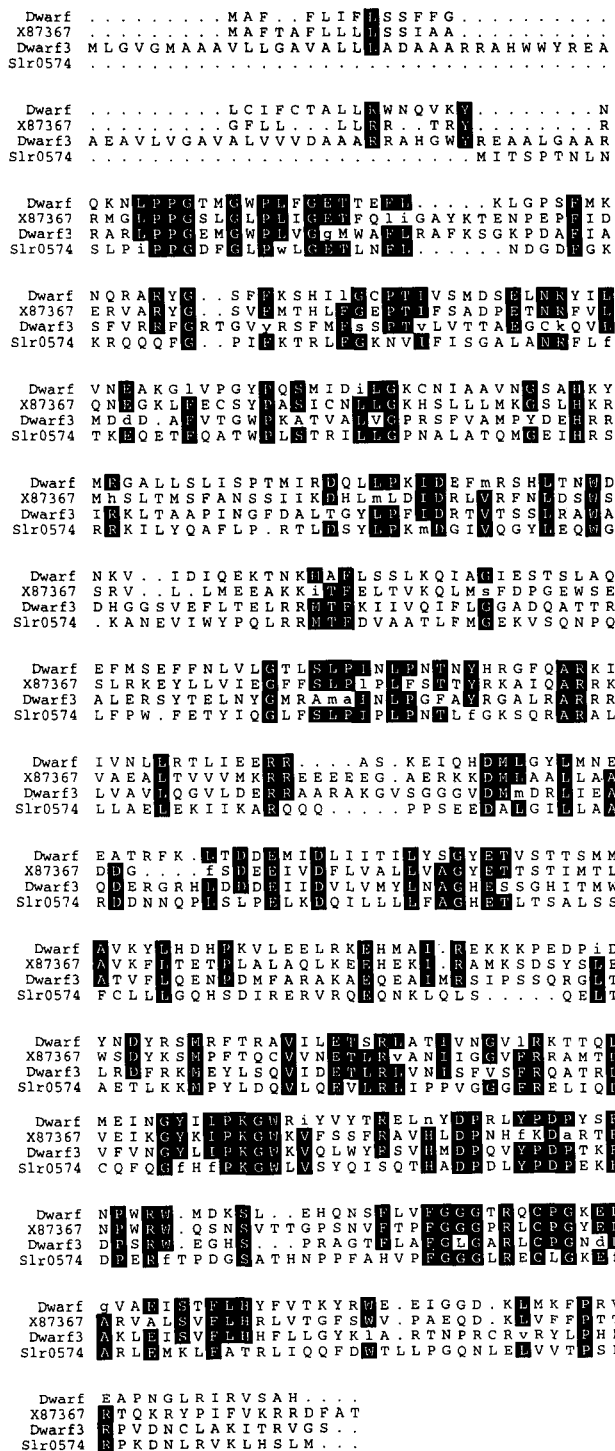 Dwarf . . . . . . . . . . M A F . . F L I F L S S F F G . . . . . . . .
X87367 . . . . . . . . . . M A F T A F L L L L S S I A A . . . . . . . .
Dwarf3 M L G V G M A A A V L L G A V A L L L A D A A A R R A H W W Y R E A
Slr0574 . . . . . . . . . . . . . . . . . . . . . . . . . . . . . . . . . .
Dwarf . . . . . . . . . L C I F C T A L L R W N Q V K Y . . . . . . . N
X87367 . . . . . . . . . G F L L . . L L R R . . T R Y . . . . . . . R
Dwarf3 A E A V L V G A V A L V V V D A A A R R A H G W Y R E A A L G A A R
Slr0574 . . . . . . . . . . . . . . . . . . . . . . . . . M I T S P T N L N
Dwarf Q K N L P P G T M G W P L F G E T T E F L . . . . K L G P S F M K
X87367 R M G L P P G S L G L P L I G E T F Q l i G A Y K T E N P E P F I D
Dwarf3 R A R L P P G E M G W P L V G g M W A F L R A F K S G K P D A F I A
Slr0574 S L P i P P G D F G L P w L G E T L N F L . . . . N D G D F G K
Dwarf N Q R A R Y G . . S F F K S H I l G C P T I V S M D S E L N R Y I L
X87367 E R V A R Y G . . S V F M T H L F G E P T I F S A D P E T N R F V L
Dwarf3 S F V R R F G R T G V y R S F M F s S P T v L V T T A E G C k Q V L
Slr0574 K R Q Q Q F G . . P I F K T R L F G K N V I F I S G A L A N R F L f
Dwarf V N E A K G l V P G Y P Q S M I D i L G K C N I A A V N G S A H K Y
X87367 Q N E G K L F E C S Y P A S I C N L L G K H S L L L M K G S L H K R
Dwarf3 M D d D . A F V T G W P K A T V A L V G P R S F V A M P Y D E H R R
Slr0574 T K E Q E T F Q A T W P L S T R I L L G P N A L A T Q M G E I H R S
Dwarf M R G A L L S L I S P T M I R D Q L L P K I D E F m R S H L T N W D
X87367 M h S L T M S F A N S S I I K D H L m L D I D R L V R F N L D S W S
Dwarf3 I R K L T A A P I N G F D A L T G Y L P F I D R T V T S S L R A W A
Slr0574 R R K I L Y Q A F L P . R T L D S Y L P K m D G I V Q G Y L E Q W G
Dwarf N K V . . I D I Q E K T N K M A F L S S L K Q I A G I E S T S L A Q
X87367 S R V . . L . L M E E A K K i T F E L T V K Q L M s F D P G E W S E
Dwarf3 D H G G S V E F L T E L R R M T F K I I V Q I F L G G A D Q A T T R
Slr0574 . K A N E V I W Y P Q L R R M T F D V A A T L F M G E K V S Q N P Q
Dwarf E F M S E F F N L V L G T L S L P I N L P N T N Y H R G F Q A R K I
X87367 S L R K E Y L L V I E G F F S L P l P L F S T T Y R K A I Q A R R K
Dwarf3 A L E R S Y T E L N Y G M R A m a I N L P G F A Y R G A L R A R R R
Slr0574 L F P W . F E T Y I Q G L F S L P I P L P N T L f G K S Q R A R A L
Dwarf I V N L L R T L I E E R R . . . . A S . K E I Q H D M L G Y L M N E
X87367 V A E A L T V V V M K R R E E E E E G . A E R K K D M L A A L L A A
Dwarf3 L V A V L Q G V L D E R R A A R A K G V S G G G V D M m D R L I E A
Slr0574 L L A E L E K I I K A R Q Q Q . . . . . P P S E E D A L G I L L A A
Dwarf E A T R F K . L T D D E M I D L I I T I L Y S G Y E T V S T T S M M
X87367 D D G . . . . f S D E E I V D F L V A L L V A G Y E T T S T I M T L
Dwarf3 Q D E R G R H L D D D E I I D V L V M Y L N A G H E S S G H I T M W
Slr0574 R D D N N Q P L S L P E L K D Q I L L L L F A G H E T L T S A L S S
Dwarf A V K Y L H D H P K V L E E L R K E H M A I . R E K K K P E D P i D
X87367 A V K F L T E T P L A L A Q L K E E H E K I . R A M K S D S Y S L E
Dwarf3 A T V F L Q E N P D M F A R A K A E Q E A I M R S I P S S Q R G L T
Slr0574 F C L L L G Q H S D I R E R V R Q E Q N K L Q L S . . . . . Q E L T
Dwarf Y N D Y R S M R F T R A V I L E T S R L A T I V N G V l R K T T Q L
X87367 W S D Y K S M P F T Q C V V N E T L R v A N I I G G V F R R A M T L
Dwarf3 L R D F R K M E Y L S Q V I D E T L R L V N I S F V S F R Q A T R L
Slr0574 A E T L K K M P Y L D Q V L Q E V L R L I P P V G G G F R E L I Q L
Dwarf M E I N G Y I I P K G W R i Y V Y T R E L n Y D P R L Y P D P Y S F
X87367 V E I K G Y K I P K G W K V F S S F R A V H L D P N H f K D a R T F
Dwarf3 V F V N G Y L I P K G W K V Q L W Y R S V H M D P Q V Y P D P T K F
Slr0574 C Q F Q G f H f P K G W L V S Y Q I S Q T H A D P D L Y P D P E K F
Dwarf N P W R W . M D K S L . . E H Q N S F L V F G G G T R Q C P G K E L
X87367 N P W R W . Q S N S V T T G P S N V F T P F G G G P R L C P G Y E L
Dwarf3 D P S R W . E G H S . . . P R A G T F L A F G L G A R L C P G N d L
Slr0574 D P E R f T P D G S A T H N P P F A H V P F G G G L R E C L G K E f
Dwarf g V A E I S T F L H Y F V T K Y R W E . E I G G D . K L M K F P R V
X87367 A R V A L S V F L H R L V T G F S W . V P A E Q D . K L V F F P T T
Dwarf3 A K L E I S V F L H H F L L G Y K l A . R T N P R C R v R Y L P H
Slr0574 A R L E M K L F A T R L I Q Q F D W T L L P G Q N L E L V V T P S
Dwarf E A P N G L R I R V S A H . . . .
X87367 R T Q K R Y P I F V K R R D F A T
Dwarf3 R P V D N C L A K I T R V G S . .
Slr0574 R P K D N L R V K L H S L M . . .